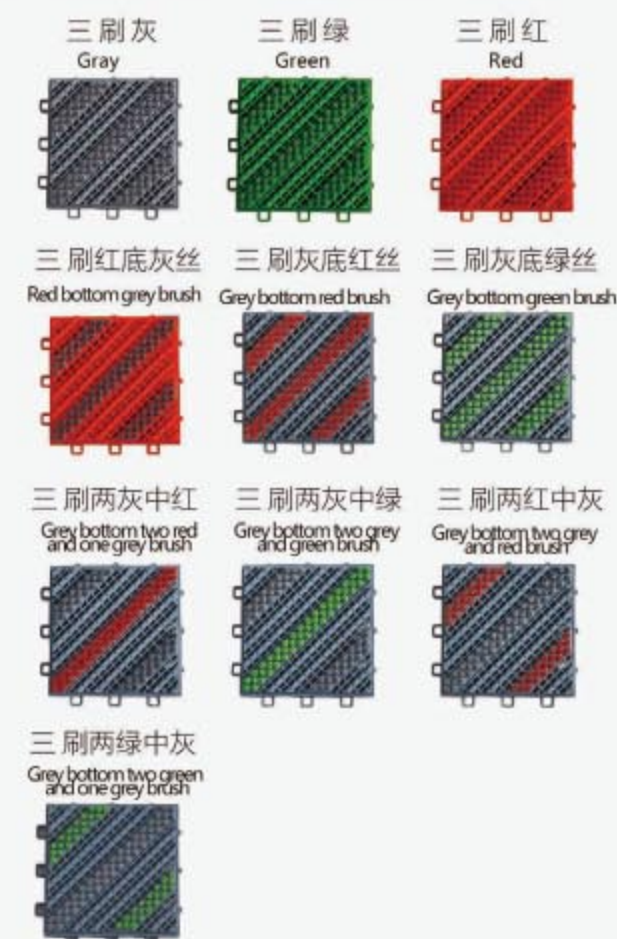 三刷灰
Gray
三刷绿
Green
三刷红
Red
三刷红底灰丝
Red bottom grey brush
三刷灰底红丝
Grey bottom red brush
三刷灰底绿丝
Grey bottom green brush
三刷两灰中红
Grey bottom two red
and one grey brush
三刷两灰中绿
Grey bottom two grey
and green brush
三刷两红中灰
Grey bottom two grey
and red brush
三刷两绿中灰
Grey bottom two green
and one grey brush